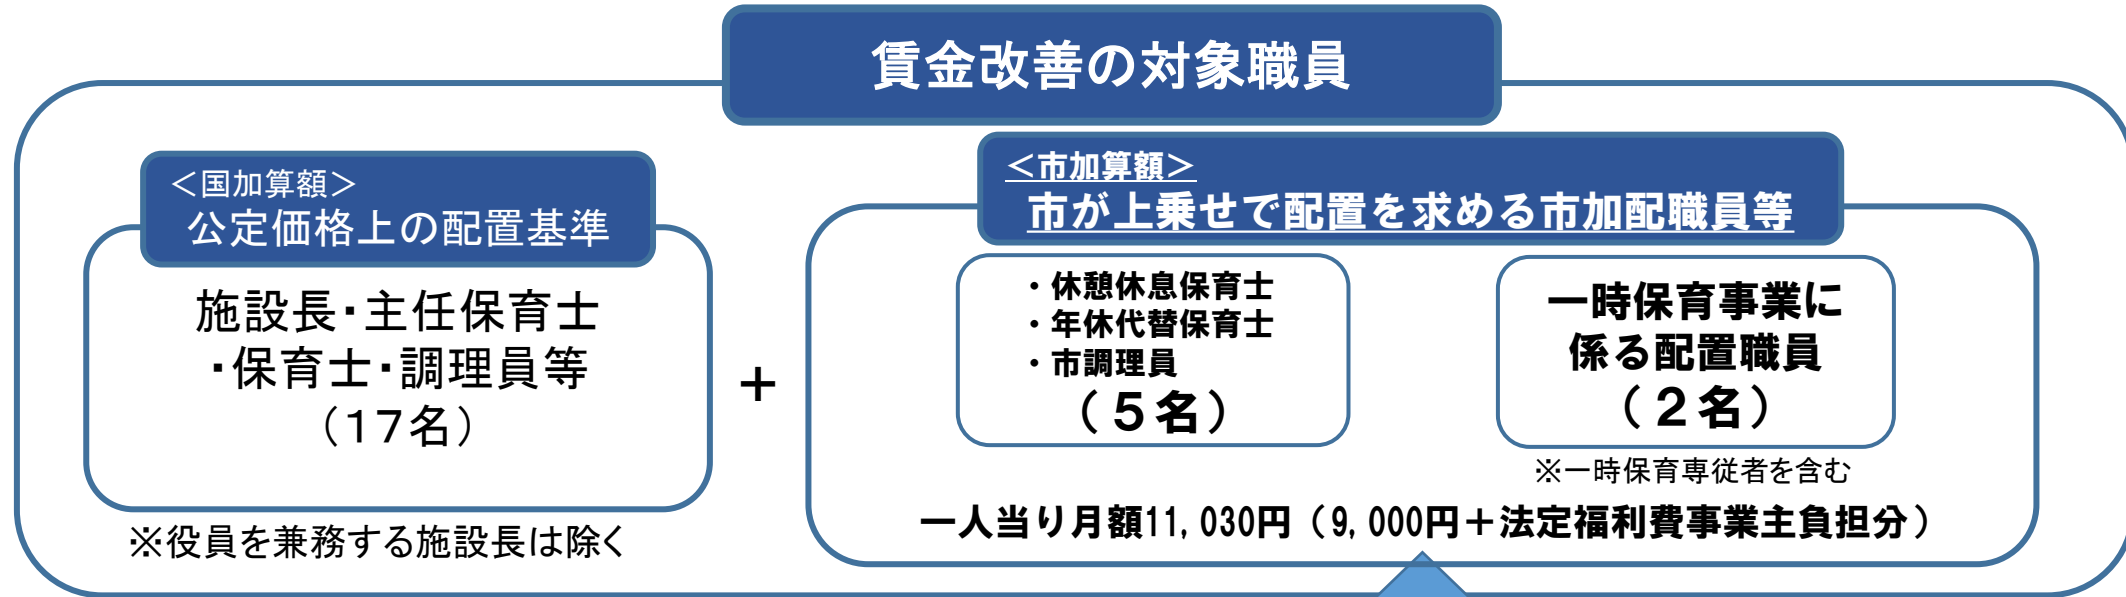 賃金改善の対象職員
＜国加算額＞
公定価格上の配置基準
施設長・主任保育士
・保育士・調理員等
（17名）
※役員を兼務する施設長は除く
＋
＜市加算額＞
市が上乗せで配置を求める市加配職員等
・休憩休息保育士
・年休代替保育士
・市調理員
（５名）
一時保育事業に
係る配置職員
（２名）
※一時保育専従者を含む
一人当り月額11,030円（9,000円＋法定福利費事業主負担分）